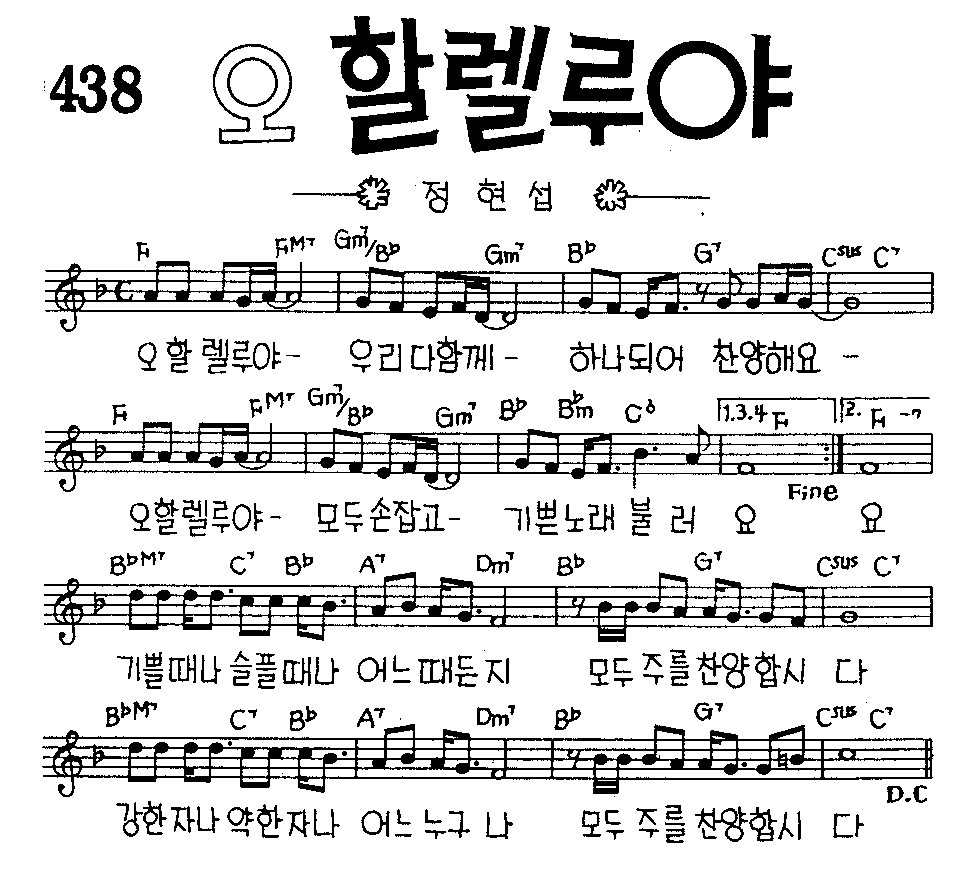 438 오 할렐루야
정 현 섭
F FM7 Gm7/B♭ Gm7 B♭ G7 Csus C7
오 할 렐루야 - 우리다함께 - 하나되어 찬양해요 -
F FM7 Gm7/B♭ Gm7 B♭ B♭m C6 1.3.4 F 2. F -7
Fine
오할렐루야 - 모두손잡고 - 기쁜노래 불 러 요 요
B♭M7 C7 B♭ A7 Dm7 B♭ G7 Csus C7
기쁠때나 슬플때나 어느때든지 모두 주를 찬양합시 다
B♭M7 C7 B♭ A7 Dm7 B♭ G7 Csus C7
D.C
강한자나 약한자나 어느누구나 모두 주를 찬양합시 다